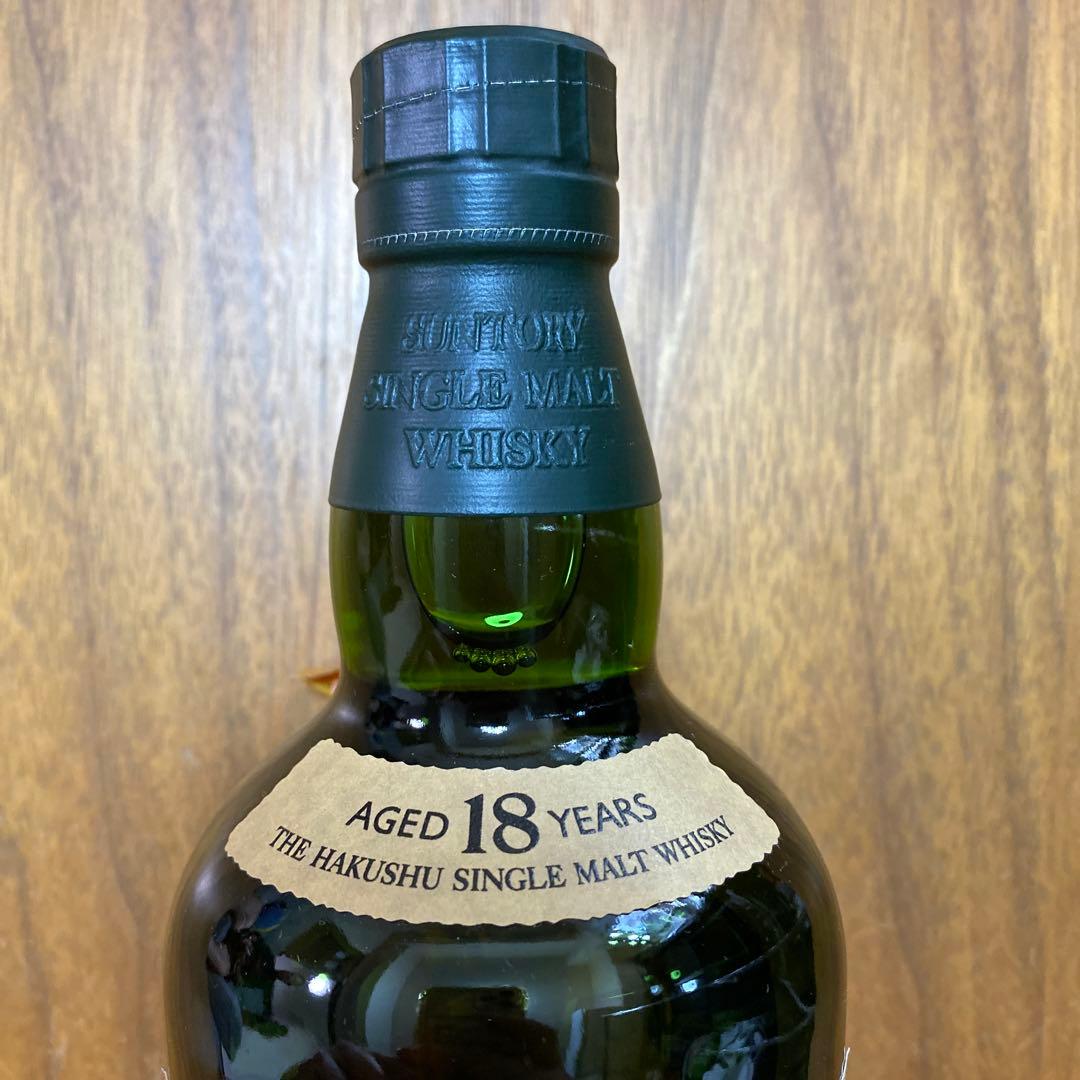 SUNTORY
SINGLE MALT
WHISKY
AGED 18 YEARS
THE HAKUSHU SINGLE MALT WHISKY